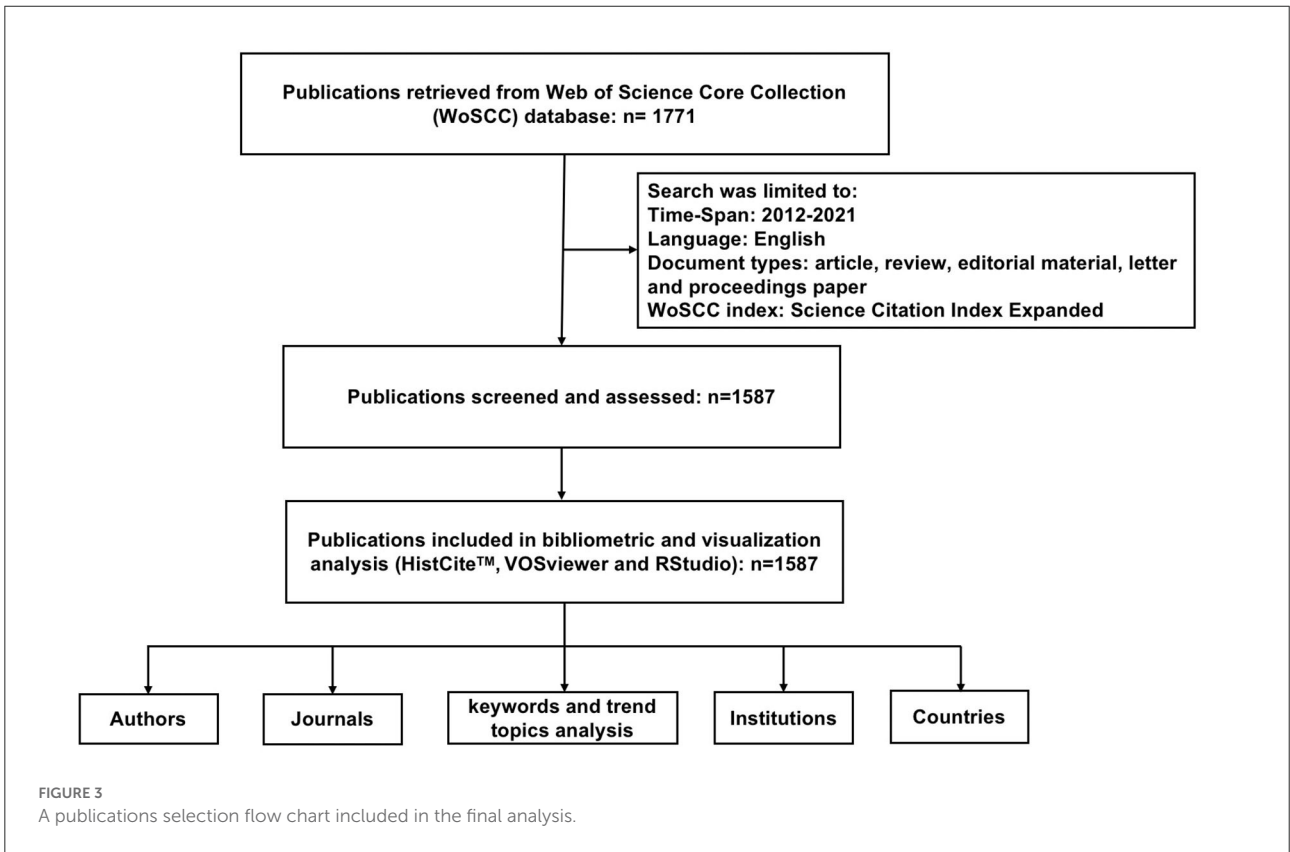 Publications retrieved from Web of Science Core Collection
(WoSCC) database: n= 1771
Search was limited to:
Time-Span: 2012-2021
Language: English
Document types: article, review, editorial material, letter
and proceedings paper
WoSCC index: Science Citation Index Expanded
Publications screened and assessed: n=1587
Publications included in bibliometric and visualization
analysis (HistCite™, VOSviewer and RStudio): n=1587
Authors
Journals
keywords and trend
topics analysis
Institutions
Countries
FIGURE 3
A publications selection flow chart included in the final analysis.